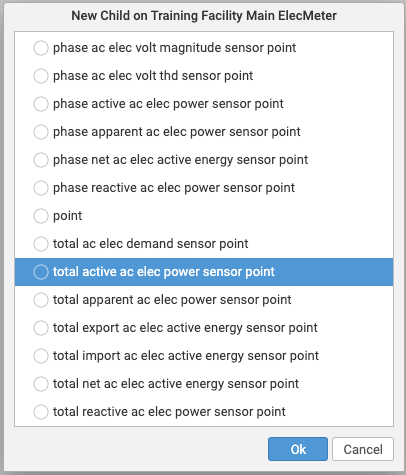 New Child on Training Facility Main ElecMeter
phase ac elec volt magnitude sensor point
phase ac elec volt thd sensor point
phase active ac elec power sensor point
phase apparent ac elec power sensor point
phase net ac elec active energy sensor point
phase reactive ac elec power sensor point
point
total ac elec demand sensor point
total active ac elec power sensor point
total apparent ac elec power sensor point
total export ac elec active energy sensor point
total import ac elec active energy sensor point
total net ac elec active energy sensor point
total reactive ac elec power sensor point
Ok Cancel